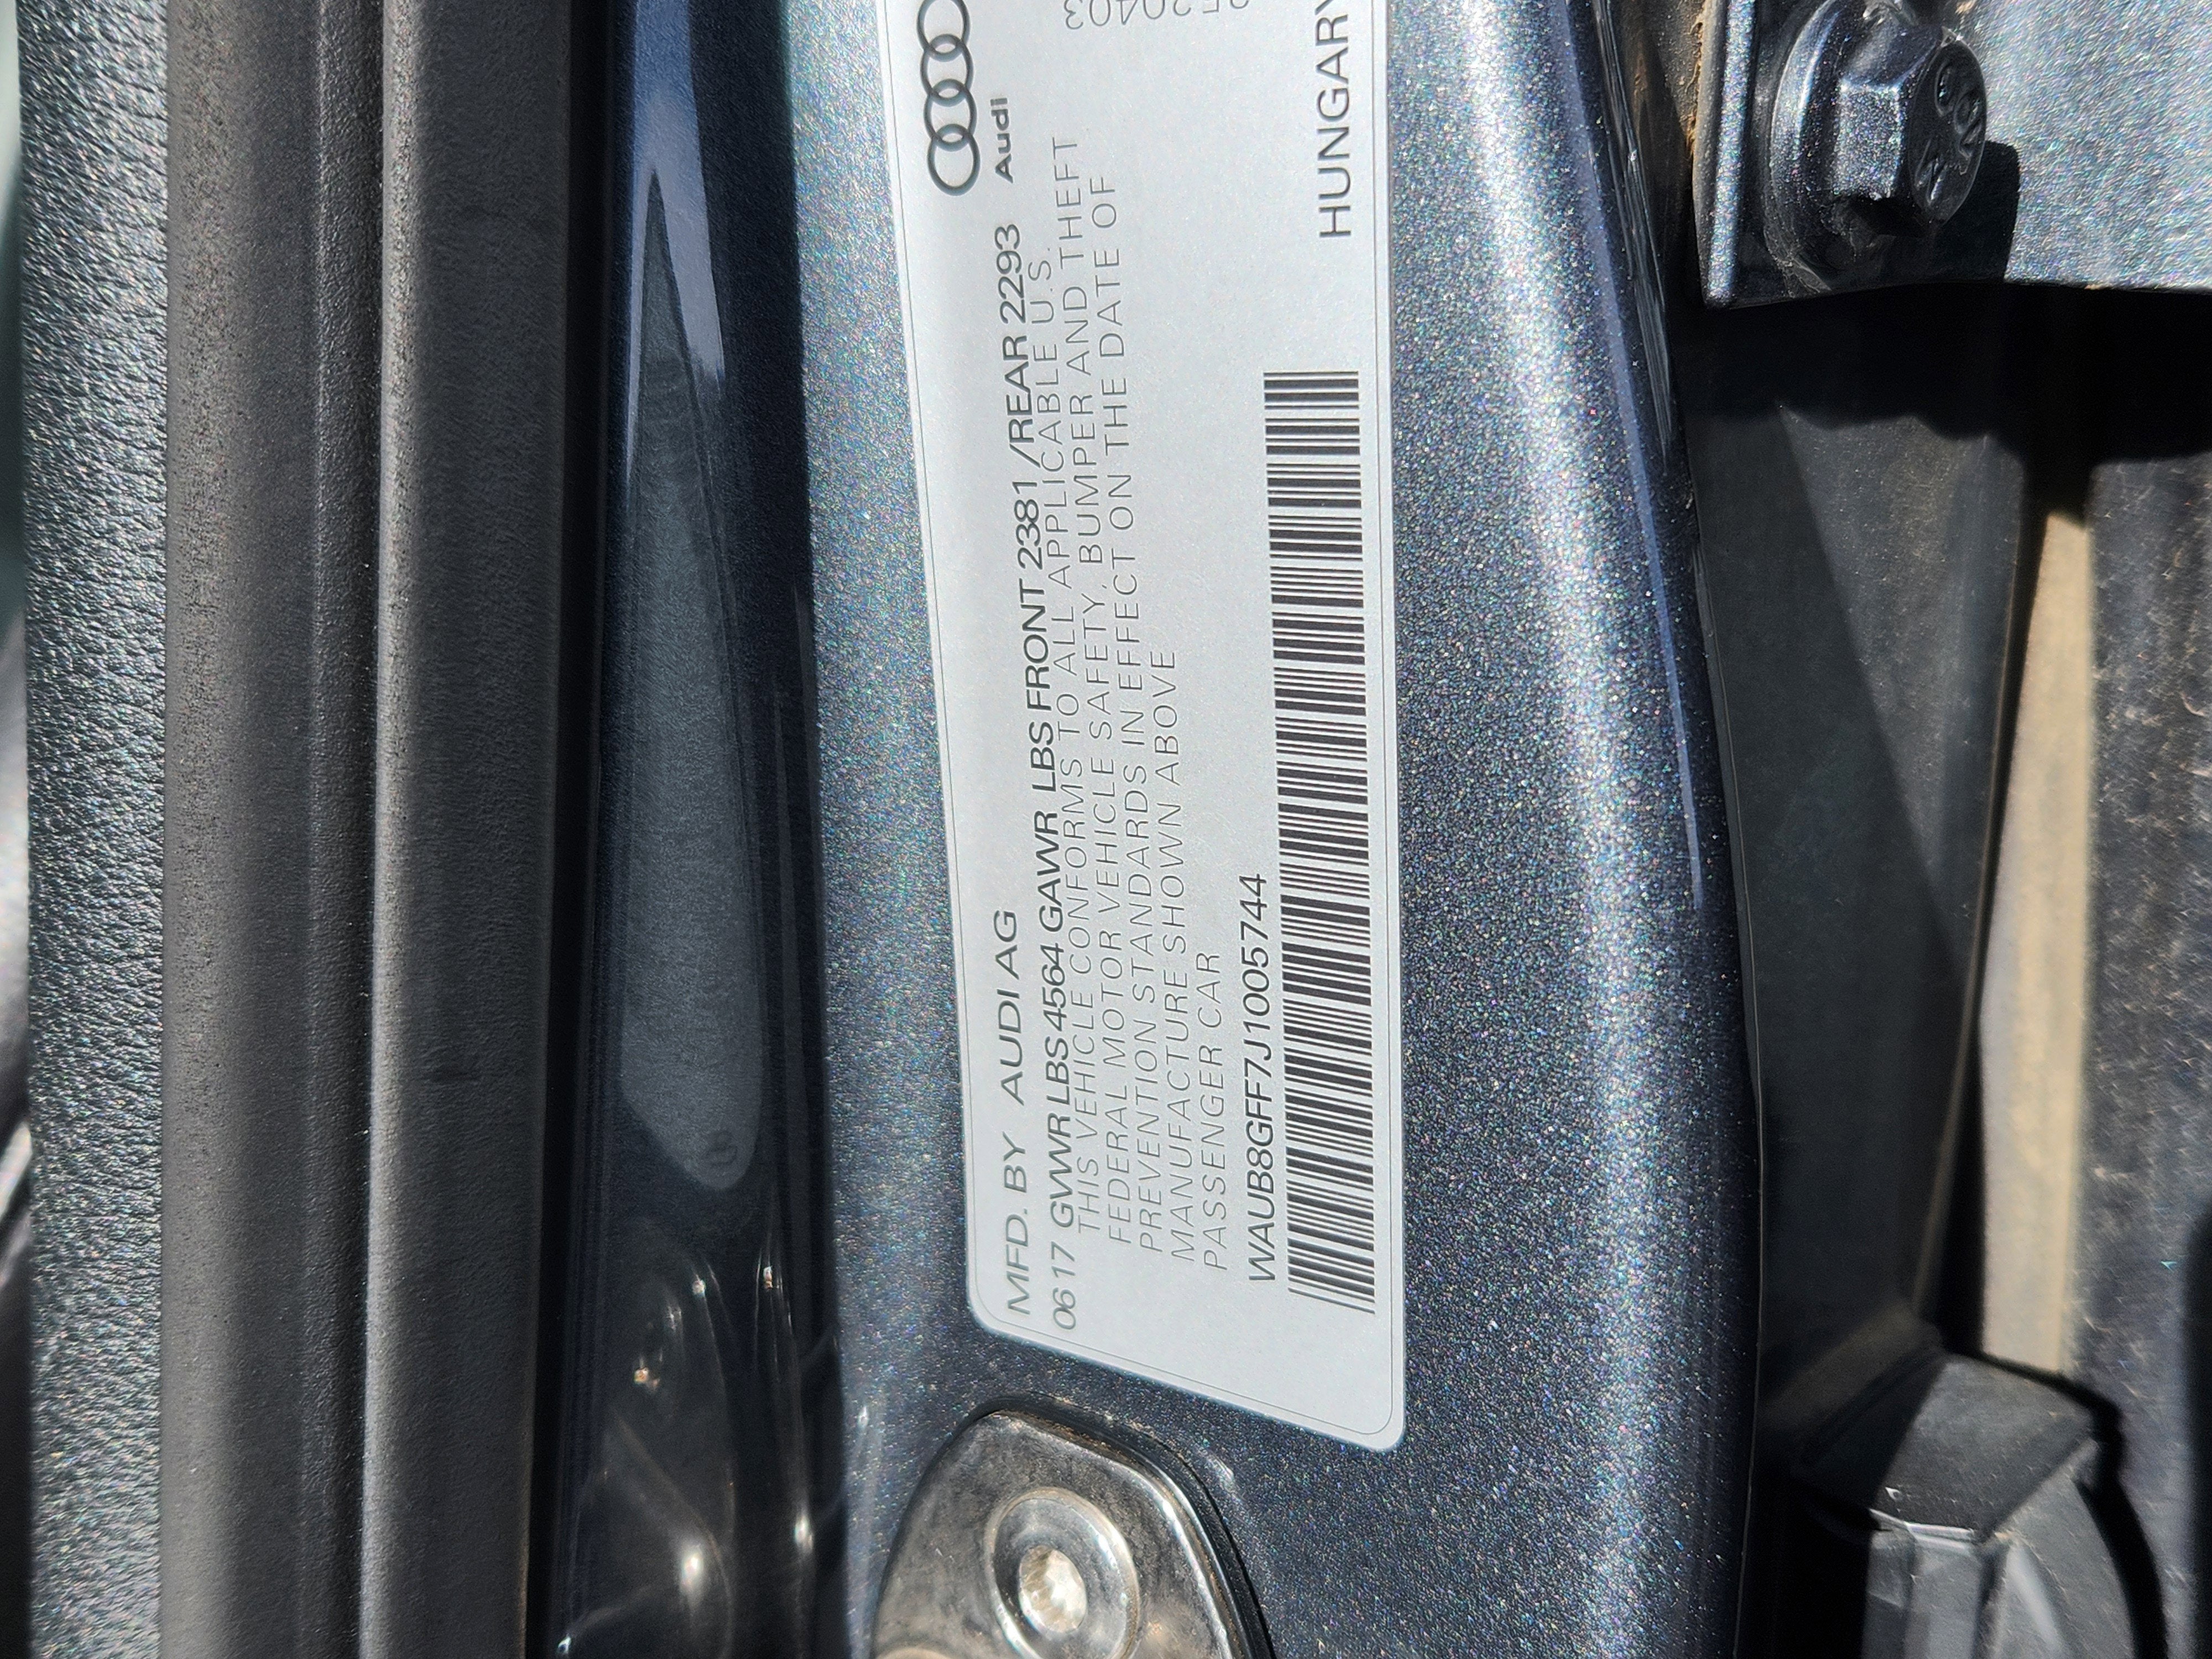 MFD. BY AUDI AG
Audi
06 17 GVWR LBS 4564 GAWR LBS FRONT 2381 /REAR 2293
THIS VEHICLE CONFORMS TO ALL APPLICABLE U.S.
FEDERAL MOTOR VEHICLE SAFETY, BUMPER AND THEFT
PREVENTION STANDARDS IN EFFECT ON THE DATE OF
MANUFACTURE SHOWN ABOVE
PASSENGER CAR
WAUB8GFF7J1005744
HUNGARY